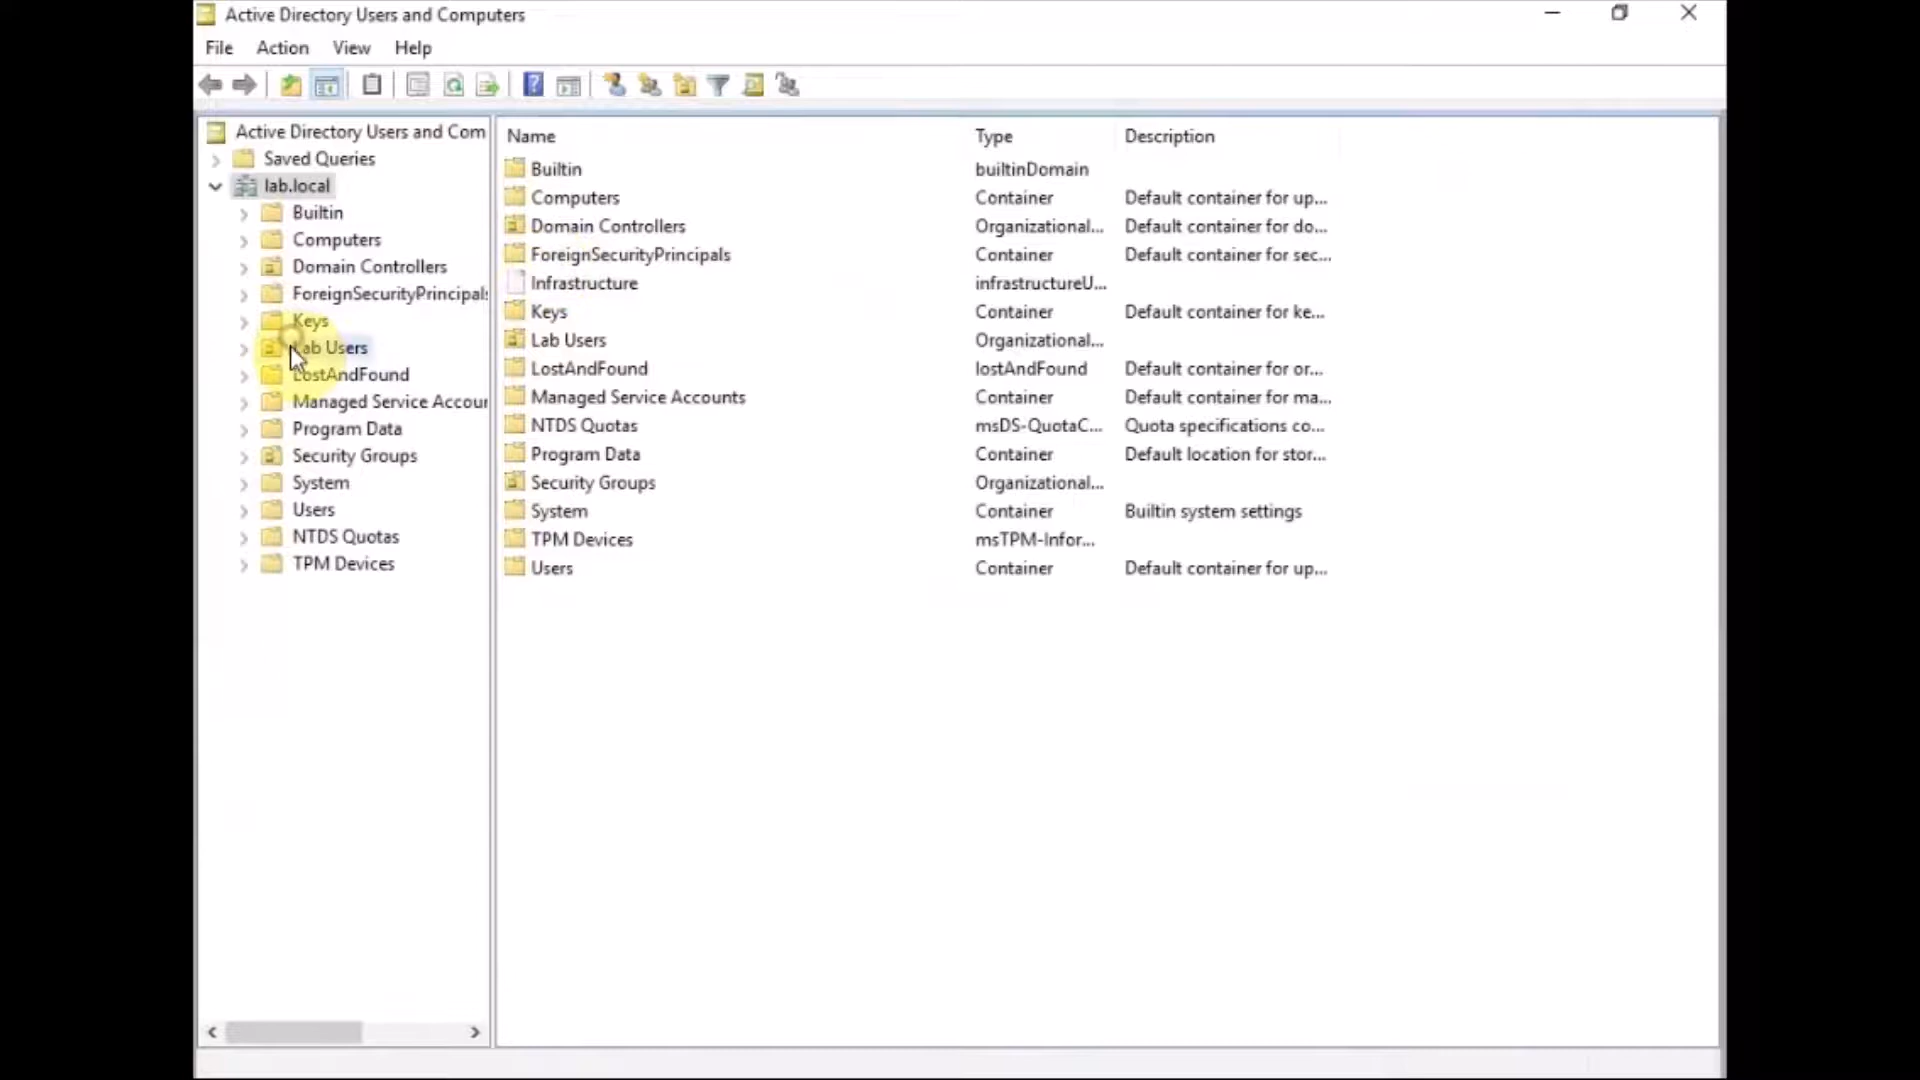 Active Directory Users and Computers
File Action View Help
Active Directory Users and Com
Saved Queries
lab.local
Builtin
Computers
Domain Controllers
ForeignSecurityPrincipals
Keys
Lab Users
LostAndFound
Managed Service Accour
Program Data
Security Groups
System
Users
NTDS Quotas
TPM Devices
Name Type Description
Builtin builtinDomain
Computers Container Default container for up...
Domain Controllers Organizational... Default container for do...
ForeignSecurityPrincipals Container Default container for sec...
Infrastructure infrastructureU...
Keys Container Default container for ke...
Lab Users Organizational...
LostAndFound lostAndFound Default container for or...
Managed Service Accounts Container Default container for ma...
NTDS Quotas msDS-QuotaC... Quota specifications co...
Program Data Container Default location for stor...
Security Groups Organizational...
System Container Builtin system settings
TPM Devices msTPM-Infor...
Users Container Default container for up...